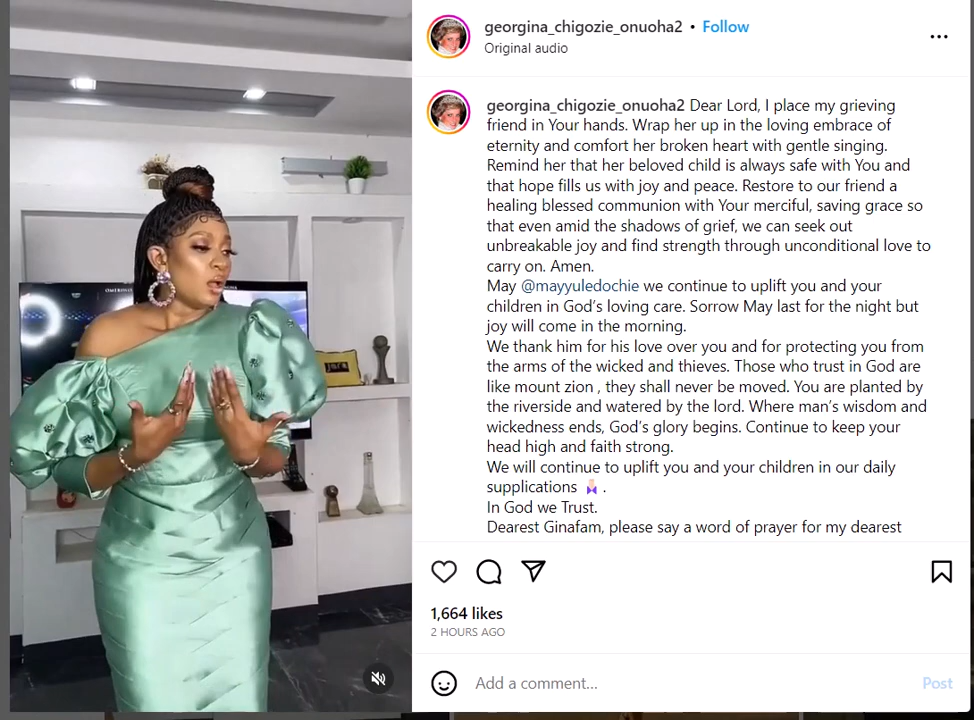 georgina_chigozie_onuoha2 • Follow
Original audio
georgina_chigozie_onuoha2 Dear Lord, I place my grieving
friend in Your hands. Wrap her up in the loving embrace of
eternity and comfort her broken heart with gentle singing.
Remind her that her beloved child is always safe with You and
that hope fills us with joy and peace. Restore to our friend a
healing blessed communion with Your merciful, saving grace so
that even amid the shadows of grief, we can seek out
unbreakable joy and find strength through unconditional love to
carry on. Amen.
May @mayyuledochie we continue to uplift you and your
children in God’s loving care. Sorrow May last for the night but
joy will come in the morning.
We thank him for his love over you and for protecting you from
the arms of the wicked and thieves. Those who trust in God are
like mount zion , they shall never be moved. You are planted by
the riverside and watered by the lord. Where man’s wisdom and
wickedness ends, God’s glory begins. Continue to keep your
head high and faith strong.
We will continue to uplift you and your children in our daily
supplications 🙏🏻 .
In God we Trust.
Dearest Ginafam, please say a word of prayer for my dearest
1,664 likes
2 HOURS AGO
Add a comment...
Post